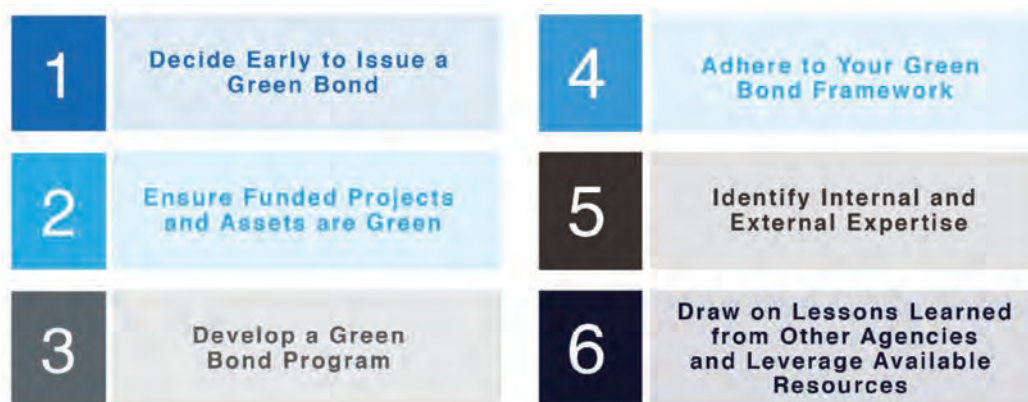 1
Decide Early to Issue a
Green Bond
2
Ensure Funded Projects
and Assets are Green
3
Develop a Green
Bond Program
4
Adhere to Your Green
Bond Framework
5
Identify Internal and
External Expertise
6
Draw on Lessons Learned
from Other Agencies
and Leverage Available
Resources